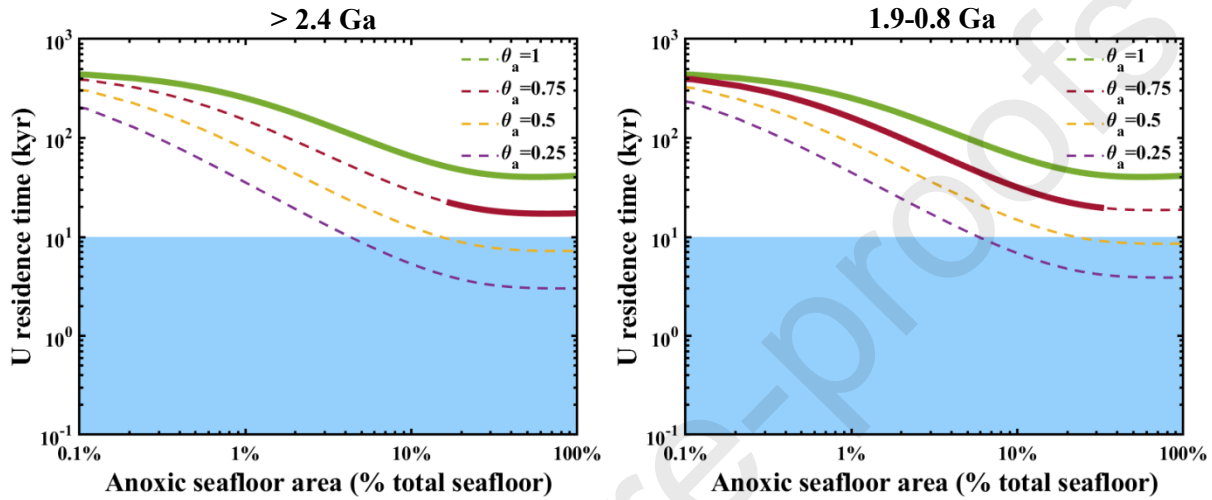 > 2.4 Ga
10³
10²
10¹
10⁰
10⁻¹
U residence time (kyr)
θₐ=1
θₐ=0.75
θₐ=0.5
θₐ=0.25
0.1% 1% 10% 100%
Anoxic seafloor area (% total seafloor)
1.9-0.8 Ga
10³
10²
10¹
10⁰
10⁻¹
U residence time (kyr)
θₐ=1
θₐ=0.75
θₐ=0.5
θₐ=0.25
0.1% 1% 10% 100%
Anoxic seafloor area (% total seafloor)
re-proofs